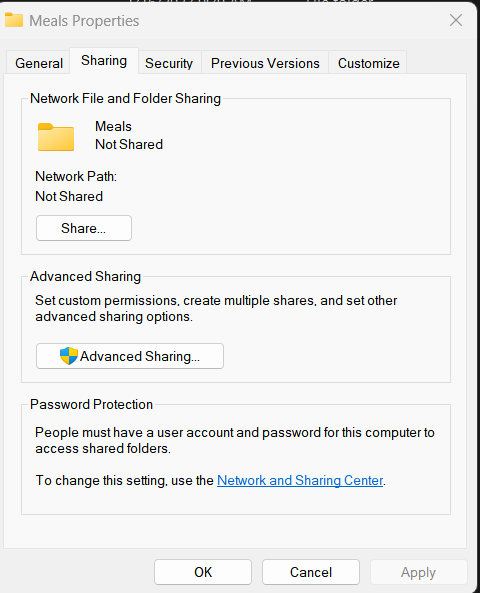 Meals Properties
General Sharing Security Previous Versions Customize
Network File and Folder Sharing
Meals
Not Shared
Network Path:
Not Shared
Share...
Advanced Sharing
Set custom permissions, create multiple shares, and set other
advanced sharing options.
Advanced Sharing...
Password Protection
People must have a user account and password for this computer to
access shared folders.
To change this setting, use the Network and Sharing Center.
OK Cancel Apply